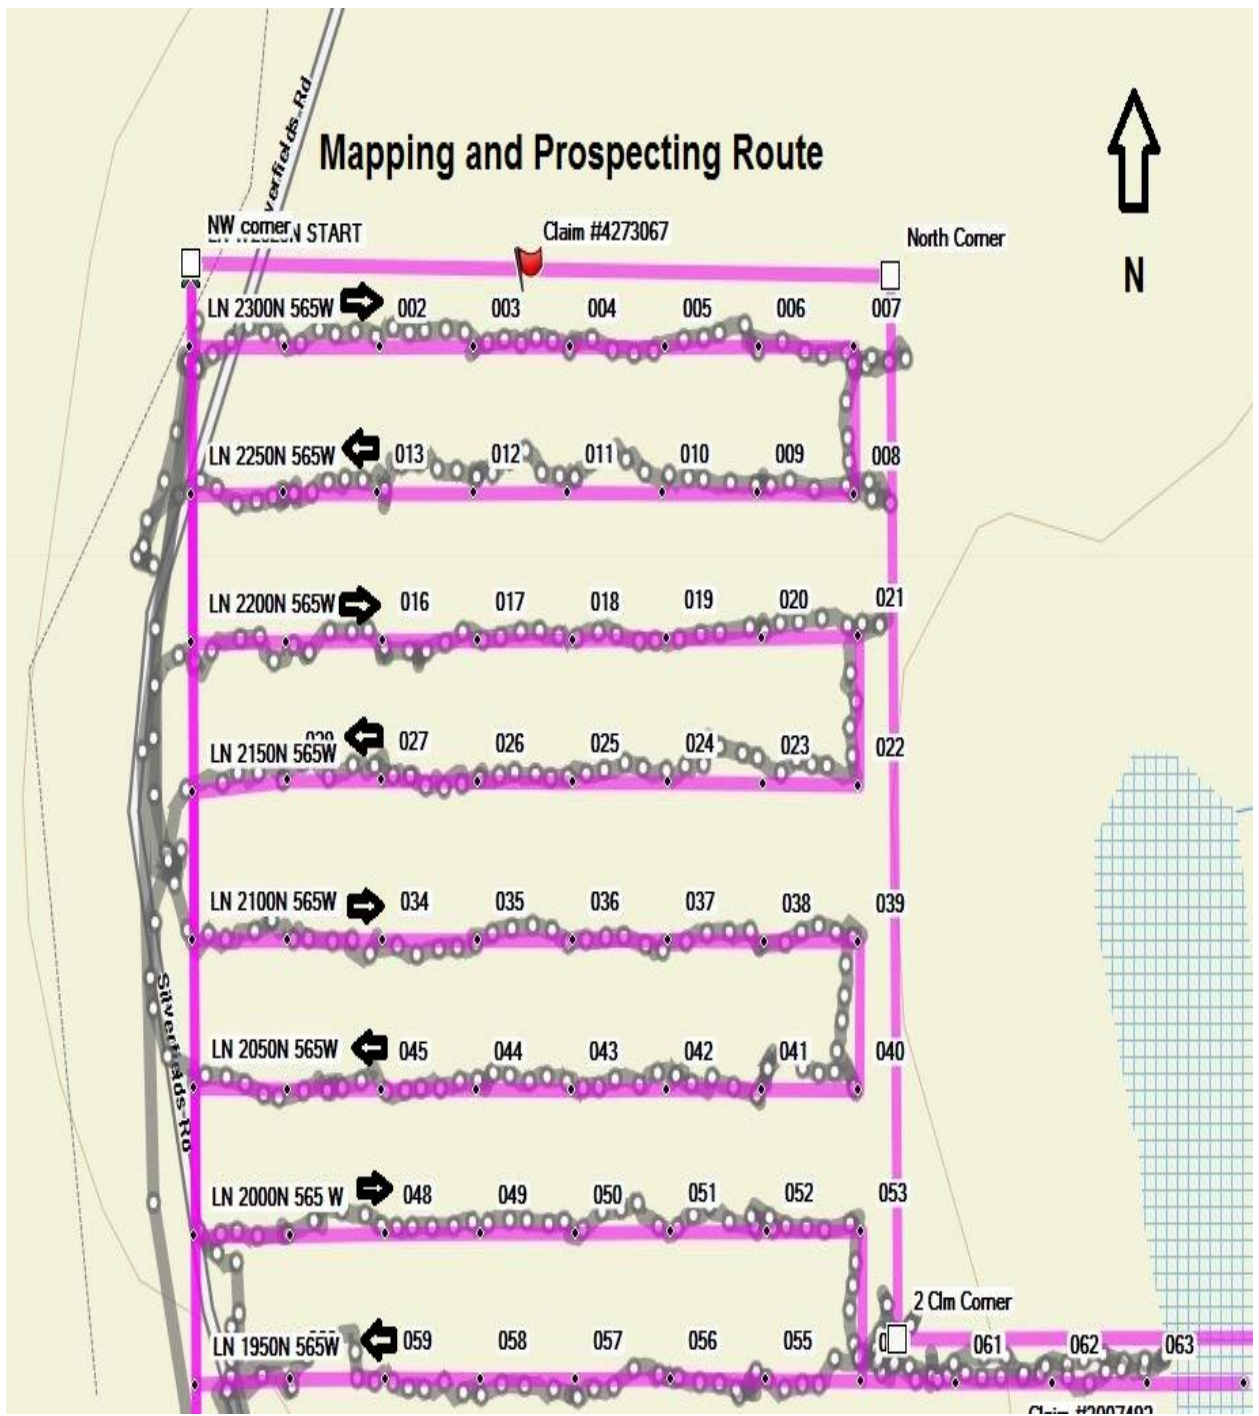 Silverfields-Rd
Mapping and Prospecting Route
NW corner
START
Claim #4273067
North Corner
N
LN 2300N 565W 002 003 004 005 006 007
LN 2250N 565W 013 012 011 010 009 008
LN 2200N 565W 016 017 018 019 020 021
LN 2150N 565W 027 026 025 024 023 022
LN 2100N 565W 034 035 036 037 038 039
LN 2050N 565W 045 044 043 042 041 040
Silverfields-Rd
LN 2000N 565 W 048 049 050 051 052 053
2 Clm Corner
LN 1950N 565W 059 058 057 056 055 061 062 063